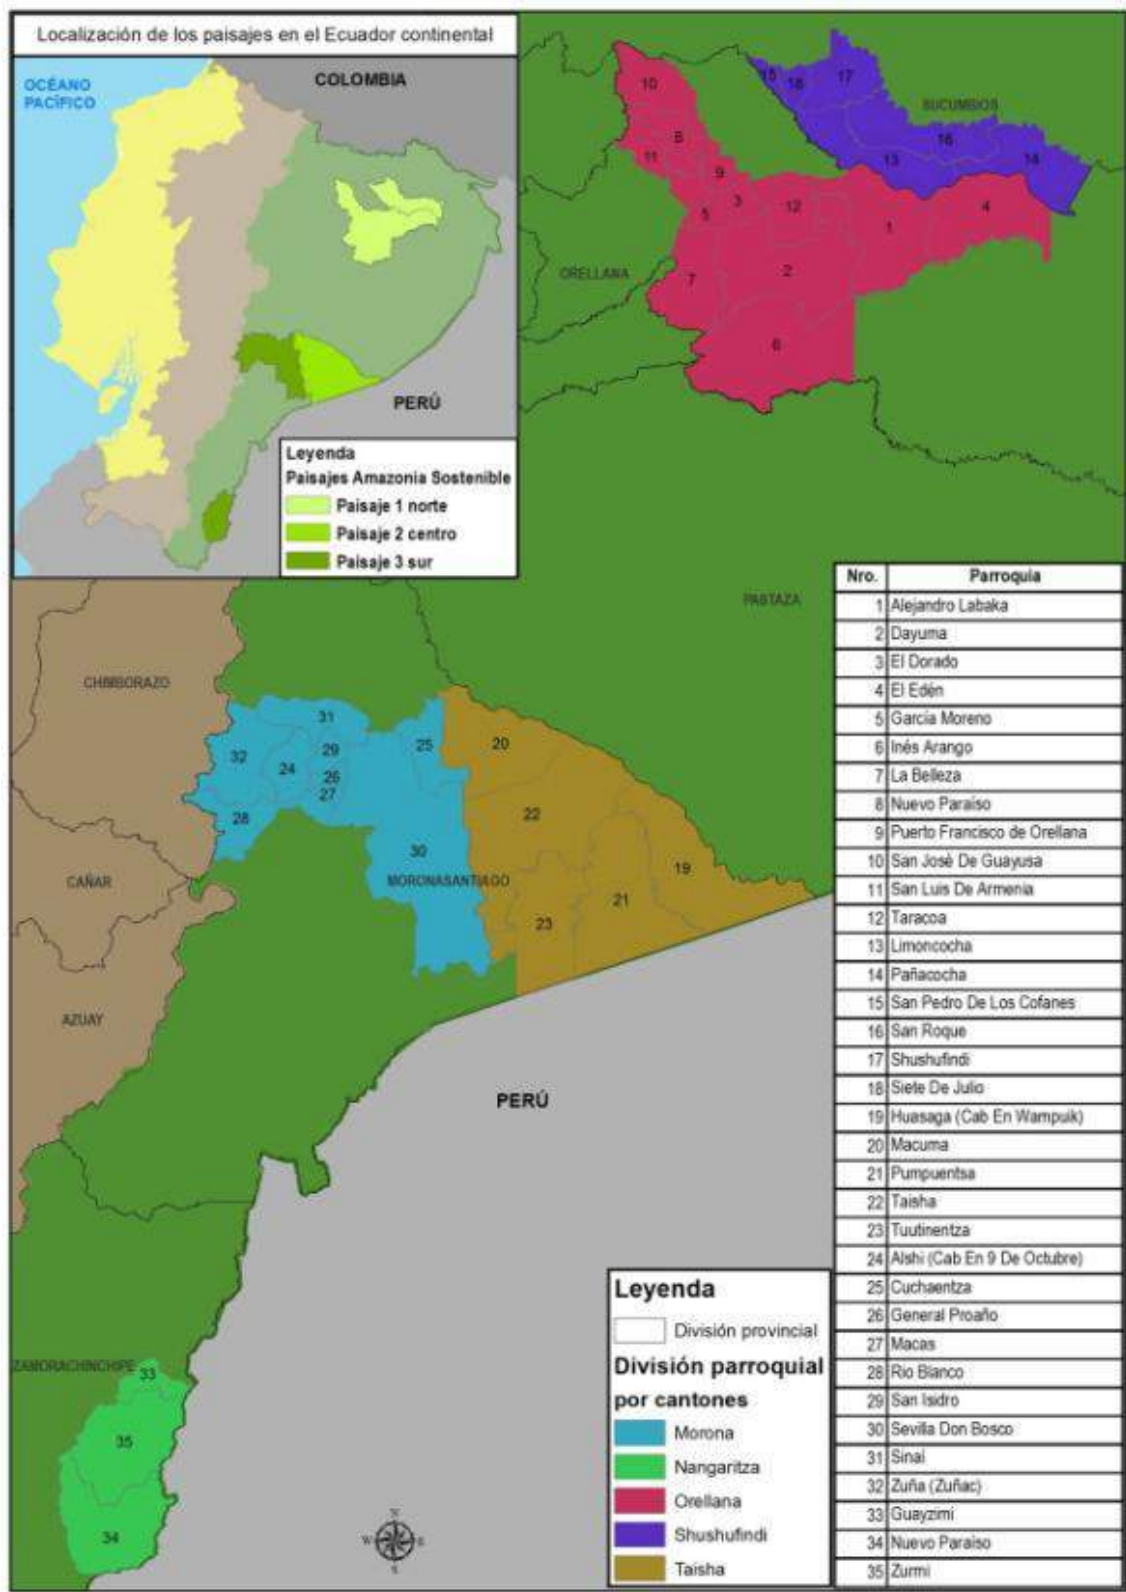 Localización de los paisajes en el Ecuador continental
OCÉANO
PACÍFICO
COLOMBIA
PERÚ
Leyenda
Paisajes Amazonia Sostenible
Paisaje 1 norte
Paisaje 2 centro
Paisaje 3 sur
10
8
11
9
5
3
12
1
4
7
2
6
15
18
17
16
13
14
SUCUMBIOS
ORELLANA
PASTAZA
CHIMBORAZO
CAÑAR
AZUAY
31
32
29
24
26
27
28
25
30
MORONASANTIAGO
20
22
19
21
23
PERÚ
ZAMORACHINCHIPE
33
35
34
N
W E
S
Leyenda
División provincial
División parroquial
por cantones
Morona
Nangaritza
Orellana
Shushufindi
Taisha
Nro. Parroquia
1 Alejandro Labaka
2 Dayuma
3 El Dorado
4 El Edén
5 García Moreno
6 Inés Arango
7 La Belleza
8 Nuevo Paraíso
9 Puerto Francisco de Orellana
10 San Josè De Guayusa
11 San Luis De Armenia
12 Taracoa
13 Limoncocha
14 Pañacocha
15 San Pedro De Los Cofanes
16 San Roque
17 Shushufindi
18 Siete De Julio
19 Huasaga (Cab En Wampuik)
20 Macuma
21 Pumpuentsa
22 Taisha
23 Tuutinentza
24 Alshi (Cab En 9 De Octubre)
25 Cuchaentza
26 General Proaño
27 Macas
28 Rio Blanco
29 San Isidro
30 Sevilla Don Bosco
31 Sinaí
32 Zuña (Zuñac)
33 Guayzimi
34 Nuevo Paraíso
35 Zurmi